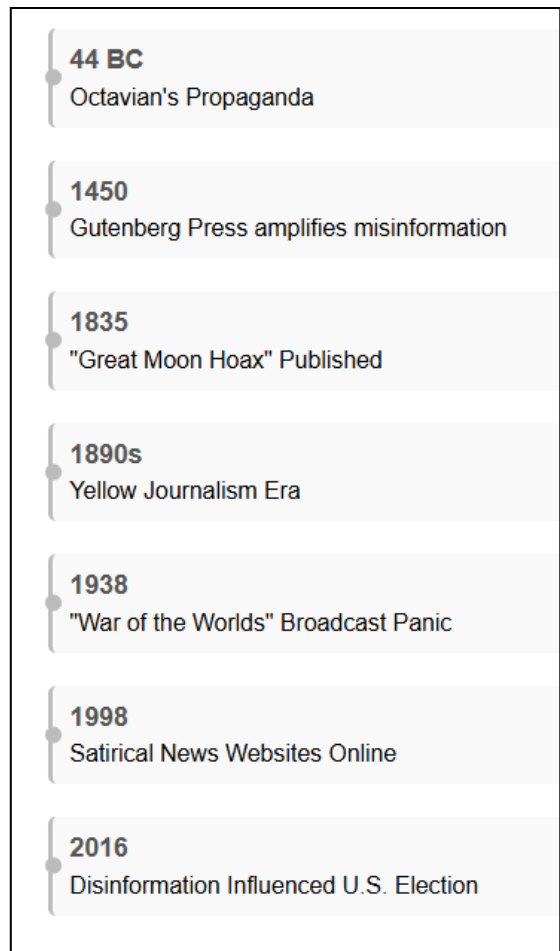 44 BC
Octavian's Propaganda
1450
Gutenberg Press amplifies misinformation
1835
"Great Moon Hoax" Published
1890s
Yellow Journalism Era
1938
"War of the Worlds" Broadcast Panic
1998
Satirical News Websites Online
2016
Disinformation Influenced U.S. Election